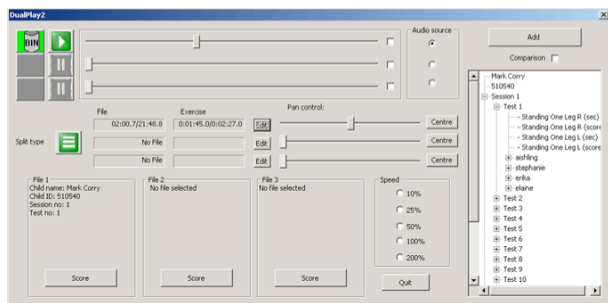 DualPlay2
BIN
Audio source
Add
Comparison
File
Exercise
Pan control:
02:00.7/21:48.8
0:01:45.0/0:02:27.0
Edit
Centre
Split type
No File
Edit
Centre
No File
Edit
Centre
File 1
Child name: Mark Corry
Child ID: 510540
Session no: 1
Test no: 1
Score
File 2
No file selected
Score
File 3
No file selected
Score
Speed
10%
25%
50%
100%
200%
Quit
Mark Corry
510540
Session 1
Test 1
- Standing One Leg R (sec)
- Standing One Leg R (score
- Standing One Leg L (sec)
- Standing One Leg L (score
aishling
stephanie
erika
elaine
Test 2
Test 3
Test 4
Test 5
Test 6
Test 7
Test 8
Test 9
Test 10